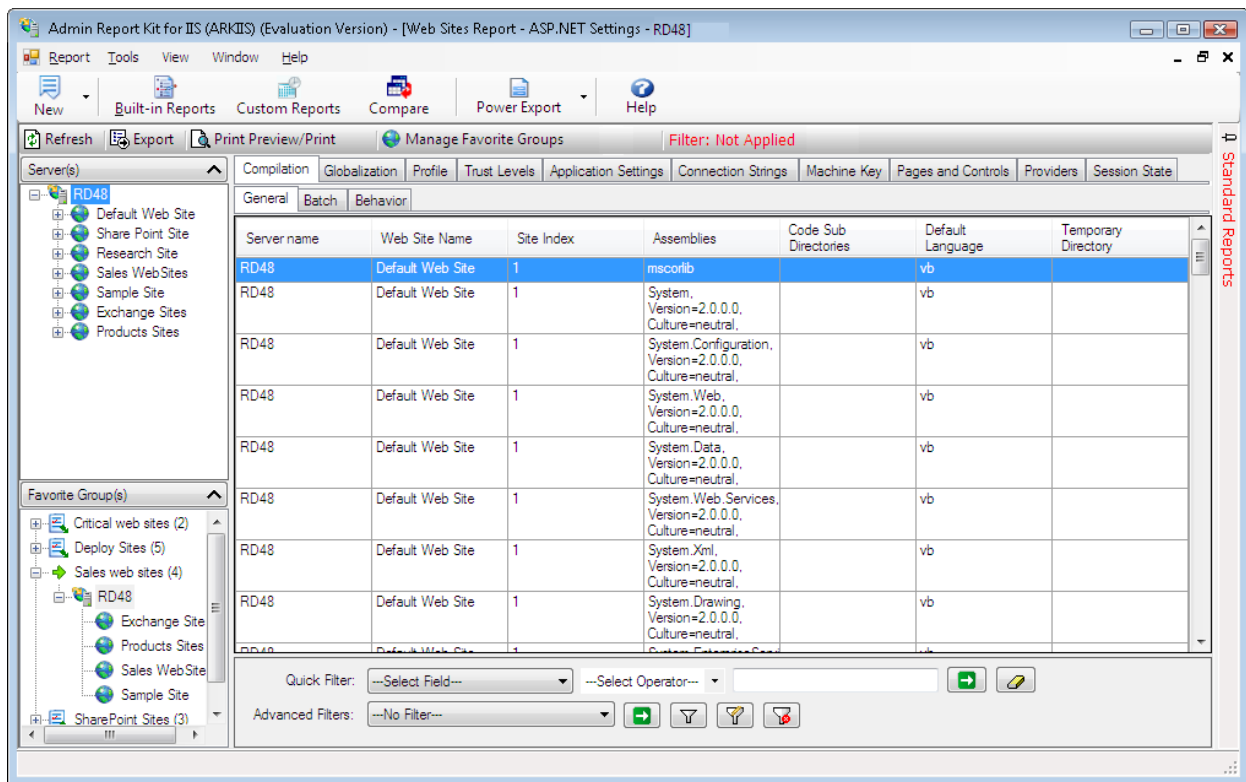 Admin Report Kit for IIS (ARKIIS) (Evaluation Version) - [Web Sites Report - ASP.NET Settings - RD48]
Report Tools View Window Help
New Built-in Reports Custom Reports Compare Power Export Help
Refresh Export Print Preview/Print Manage Favorite Groups Filter: Not Applied
Standard Reports
Server(s)
RD48
Default Web Site
Share Point Site
Research Site
Sales WebSites
Sample Site
Exchange Sites
Products Sites
Favorite Group(s)
Critical web sites (2)
Deploy Sites (5)
Sales web sites (4)
RD48
Exchange Site
Products Sites
Sales WebSite
Sample Site
SharePoint Sites (3)
Compilation Globalization Profile Trust Levels Application Settings Connection Strings Machine Key Pages and Controls Providers Session State
General Batch Behavior
Server name Web Site Name Site Index Assemblies Code Sub Directories Default Language Temporary Directory
RD48 Default Web Site 1 mscorlib vb
RD48 Default Web Site 1 System, vb
Version=2.0.0.0,
Culture=neutral,
RD48 Default Web Site 1 System.Configuration, vb
Version=2.0.0.0,
Culture=neutral,
RD48 Default Web Site 1 System.Web, vb
Version=2.0.0.0,
Culture=neutral,
RD48 Default Web Site 1 System.Data, vb
Version=2.0.0.0,
Culture=neutral,
RD48 Default Web Site 1 System.Web.Services, vb
Version=2.0.0.0,
Culture=neutral,
RD48 Default Web Site 1 System.Xml, vb
Version=2.0.0.0,
Culture=neutral,
RD48 Default Web Site 1 System.Drawing, vb
Version=2.0.0.0,
Culture=neutral,
RD48 Default Web Site 1
Quick Filter: ---Select Field--- ---Select Operator---
Advanced Filters: ---No Filter---